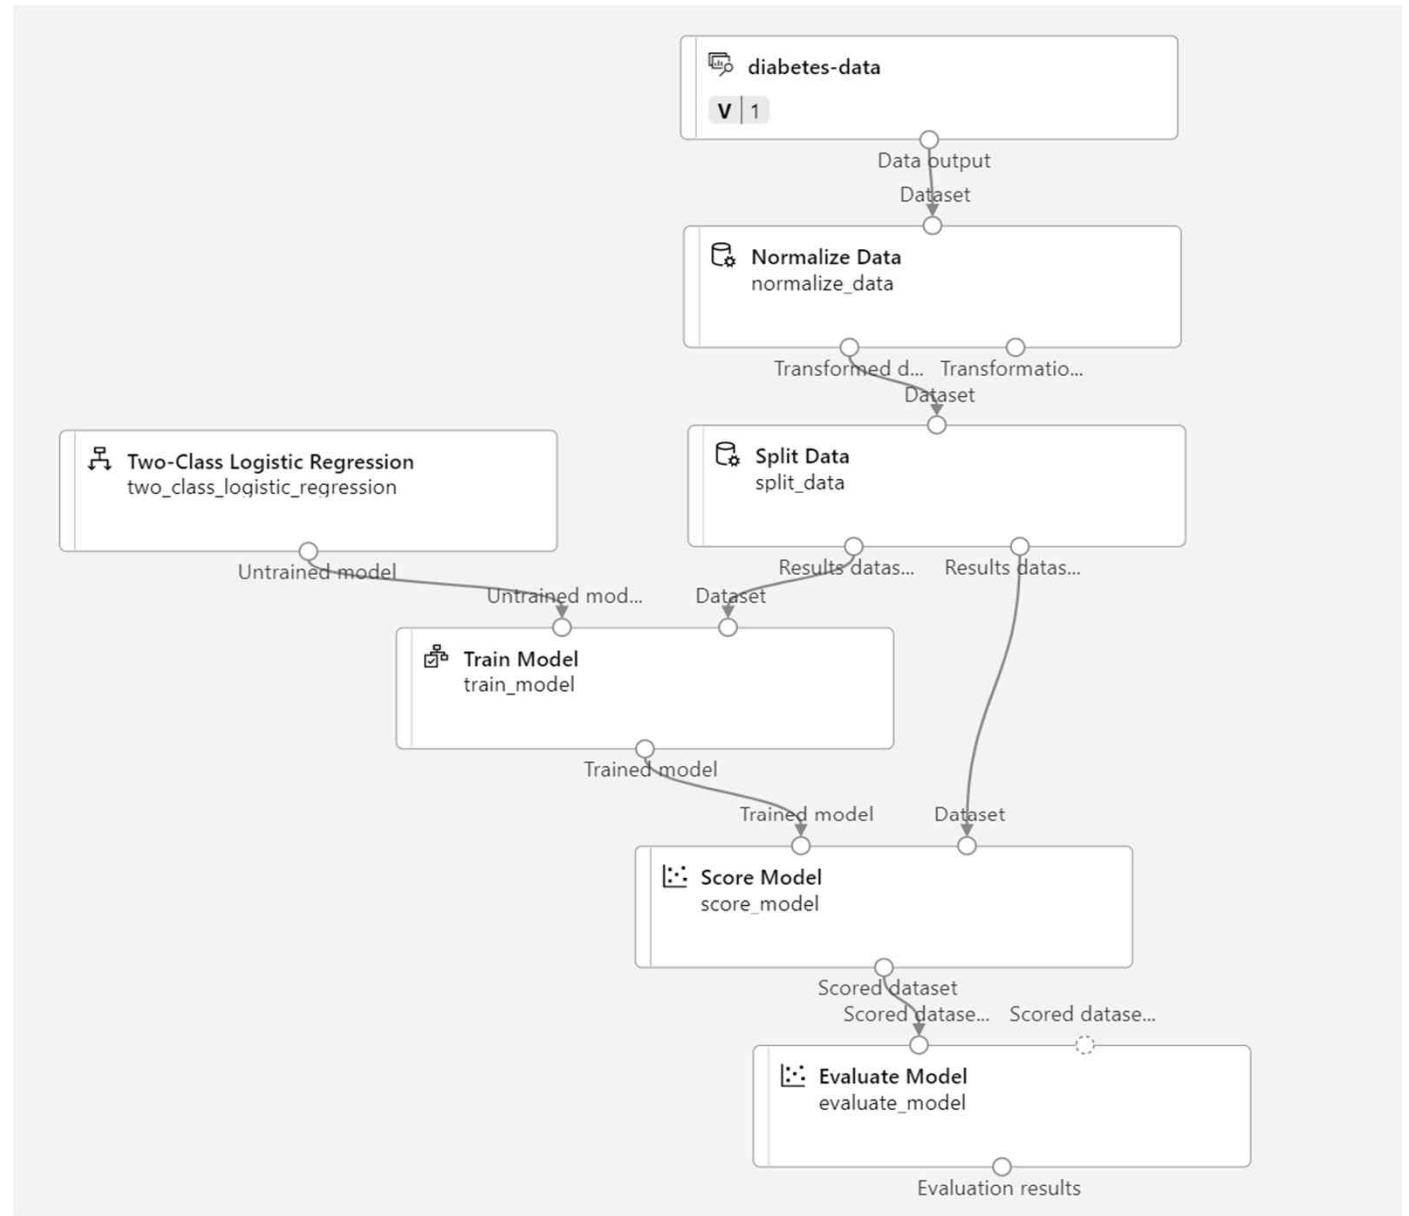 diabetes-data
V 1
Data output
Dataset
Normalize Data
normalize_data
Transformed d... Transformatio...
Dataset
Two-Class Logistic Regression
two_class_logistic_regression
Untrained model
Split Data
split_data
Results datas... Results datas...
Untrained mod... Dataset
Train Model
train_model
Trained model
Trained model Dataset
Score Model
score_model
Scored dataset
Scored datase... Scored datase...
Evaluate Model
evaluate_model
Evaluation results